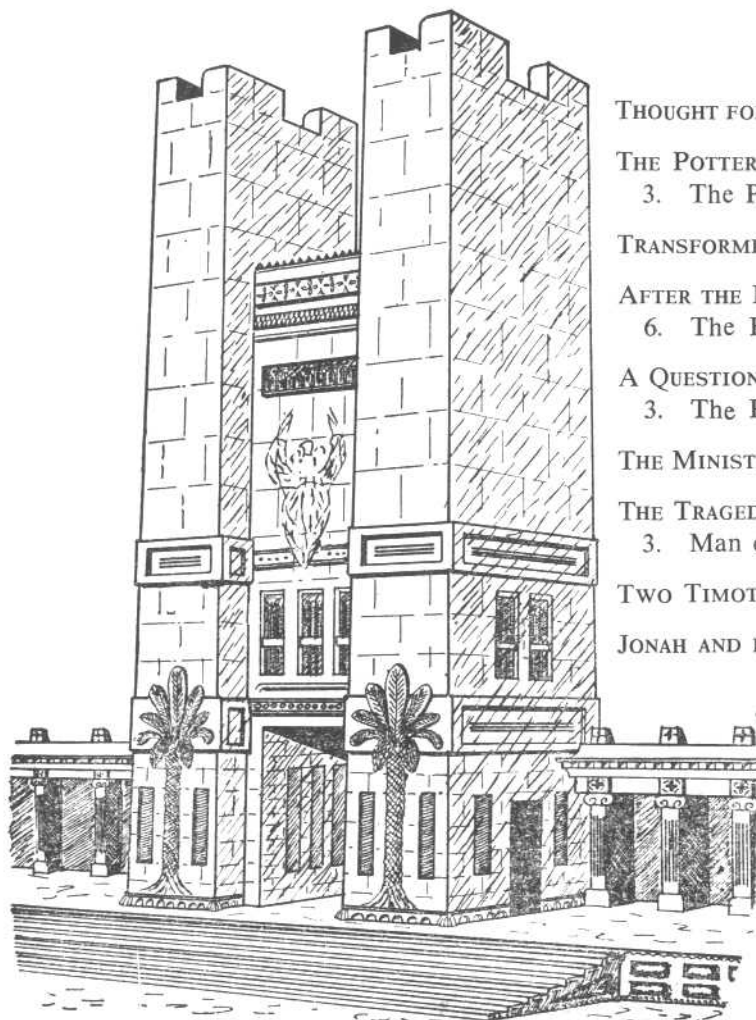 THOUGHT FO
THE POTTER
3. The
TRANSFORME
AFTER THE
6. The
A QUESTION
3. The
THE MINIST
THE TRAGED
3. Man
TWO TIMOT
JONAH AND